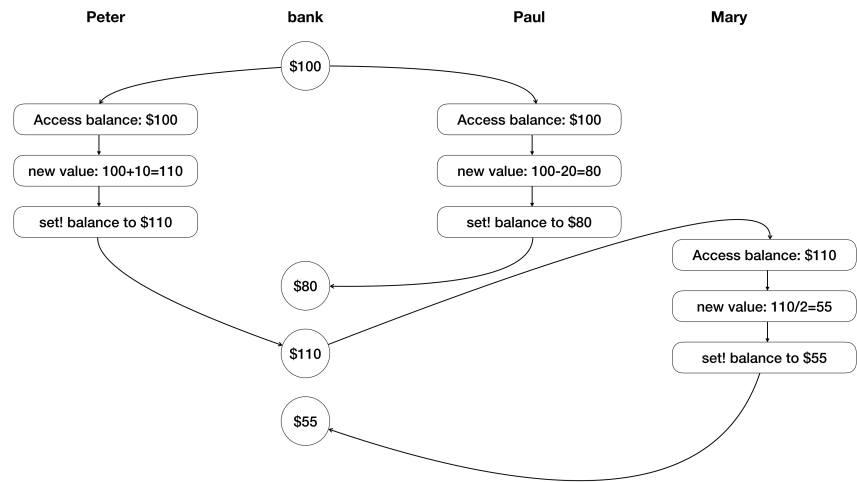 Peter bank Paul Mary
$100
Access balance: $100 Access balance: $100
new value: 100+10=110 new value: 100-20=80
set! balance to $110 set! balance to $80
Access balance: $110
$80
new value: 110/2=55
$110
set! balance to $55
$55